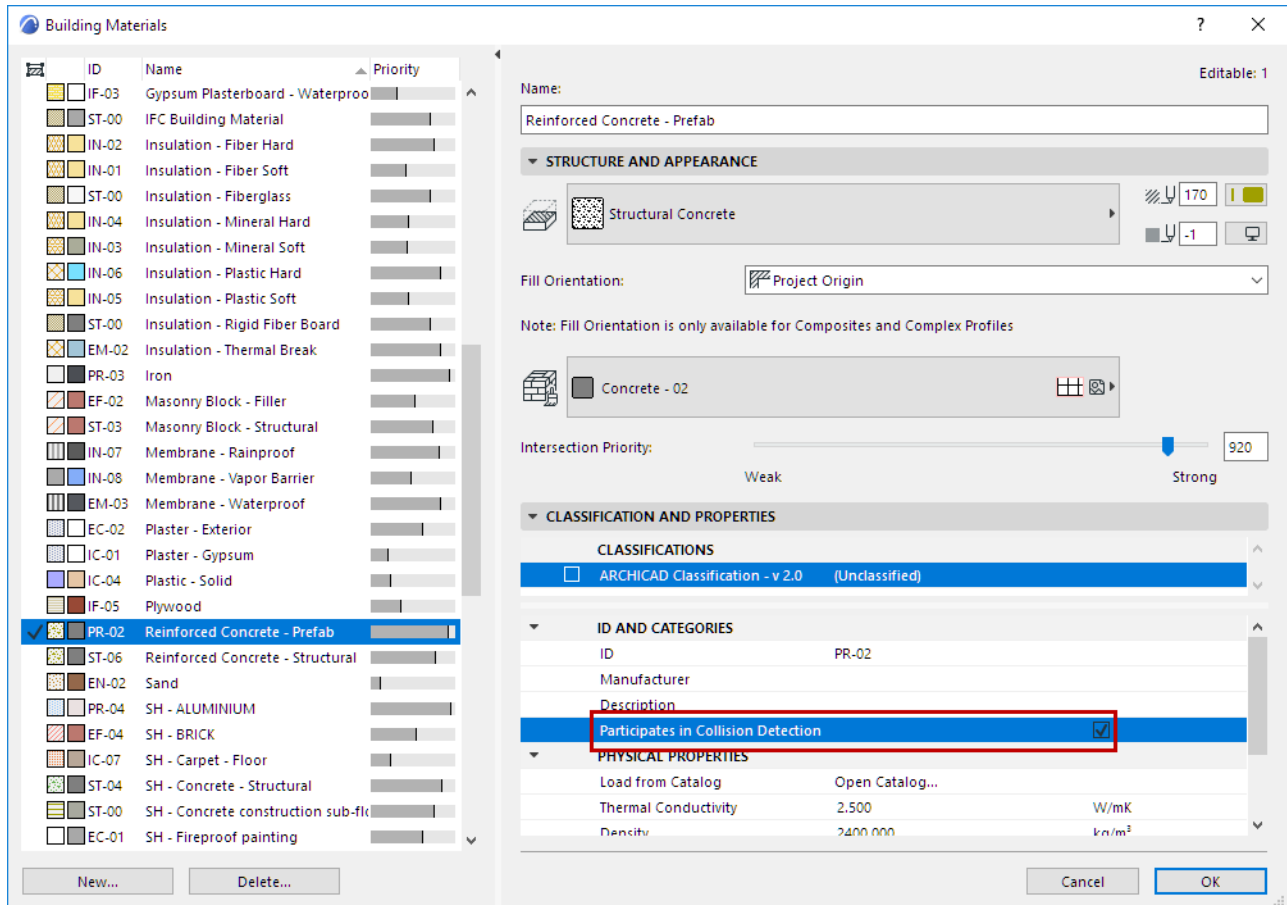 Building Materials
? ×
ID Name Priority
IF-03 Gypsum Plasterboard - Waterproo
ST-00 IFC Building Material
IN-02 Insulation - Fiber Hard
IN-01 Insulation - Fiber Soft
ST-00 Insulation - Fiberglass
IN-04 Insulation - Mineral Hard
IN-03 Insulation - Mineral Soft
IN-06 Insulation - Plastic Hard
IN-05 Insulation - Plastic Soft
ST-00 Insulation - Rigid Fiber Board
EM-02 Insulation - Thermal Break
PR-03 Iron
EF-02 Masonry Block - Filler
ST-03 Masonry Block - Structural
IN-07 Membrane - Rainproof
IN-08 Membrane - Vapor Barrier
EM-03 Membrane - Waterproof
EC-02 Plaster - Exterior
IC-01 Plaster - Gypsum
IC-04 Plastic - Solid
IF-05 Plywood
PR-02 Reinforced Concrete - Prefab
ST-06 Reinforced Concrete - Structural
EN-02 Sand
PR-04 SH - ALUMINIUM
EF-04 SH - BRICK
IC-07 SH - Carpet - Floor
ST-04 SH - Concrete - Structural
ST-00 SH - Concrete construction sub-flo
EC-01 SH - Fireproof painting
New... Delete...
Editable: 1
Name:
Reinforced Concrete - Prefab
STRUCTURE AND APPEARANCE
Structural Concrete
170
-1
Fill Orientation: Project Origin
Note: Fill Orientation is only available for Composites and Complex Profiles
Concrete - 02
Intersection Priority: 920
Weak Strong
CLASSIFICATION AND PROPERTIES
CLASSIFICATIONS
ARCHICAD Classification - v 2.0 (Unclassified)
ID AND CATEGORIES
ID PR-02
Manufacturer
Description
Participates in Collision Detection
PHYSICAL PROPERTIES
Load from Catalog Open Catalog...
Thermal Conductivity 2.500 W/mK
Density 2400.000 kg/m³
Cancel OK